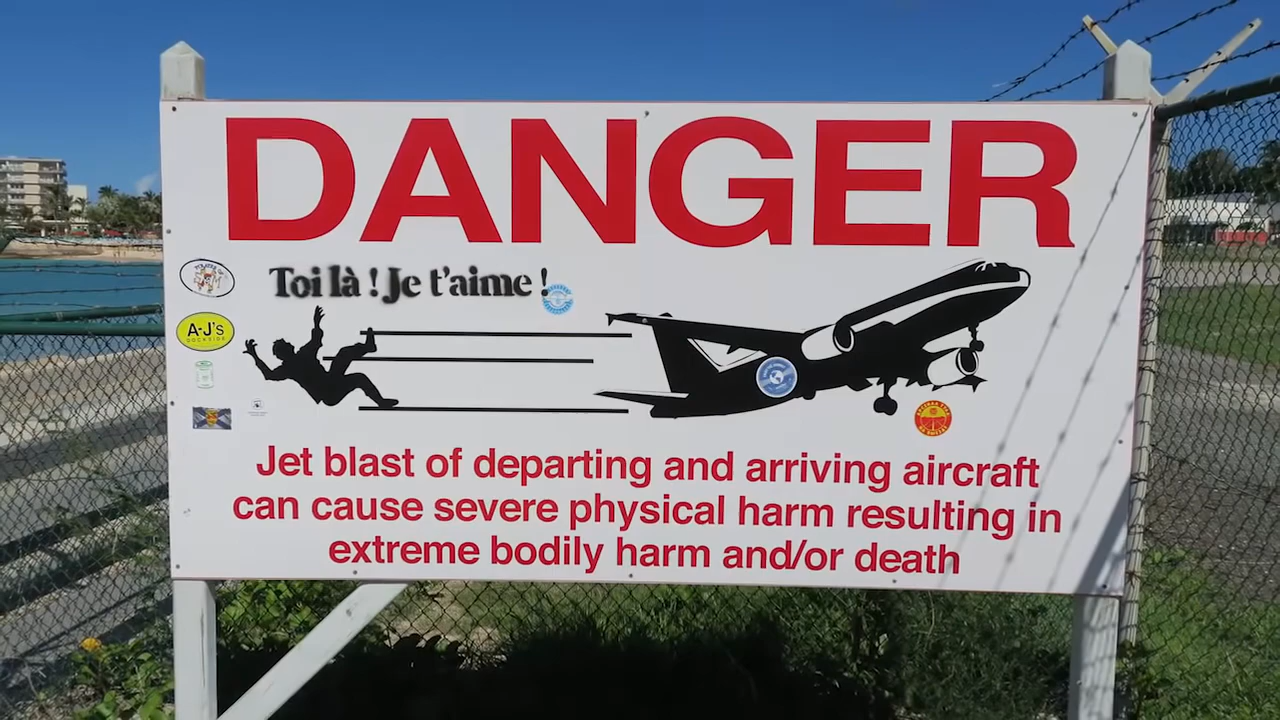 DANGER
Toi là ! Je t'aime !
A-J's
DOCKSIDE
Jet blast of departing and arriving aircraft
can cause severe physical harm resulting in
extreme bodily harm and/or death